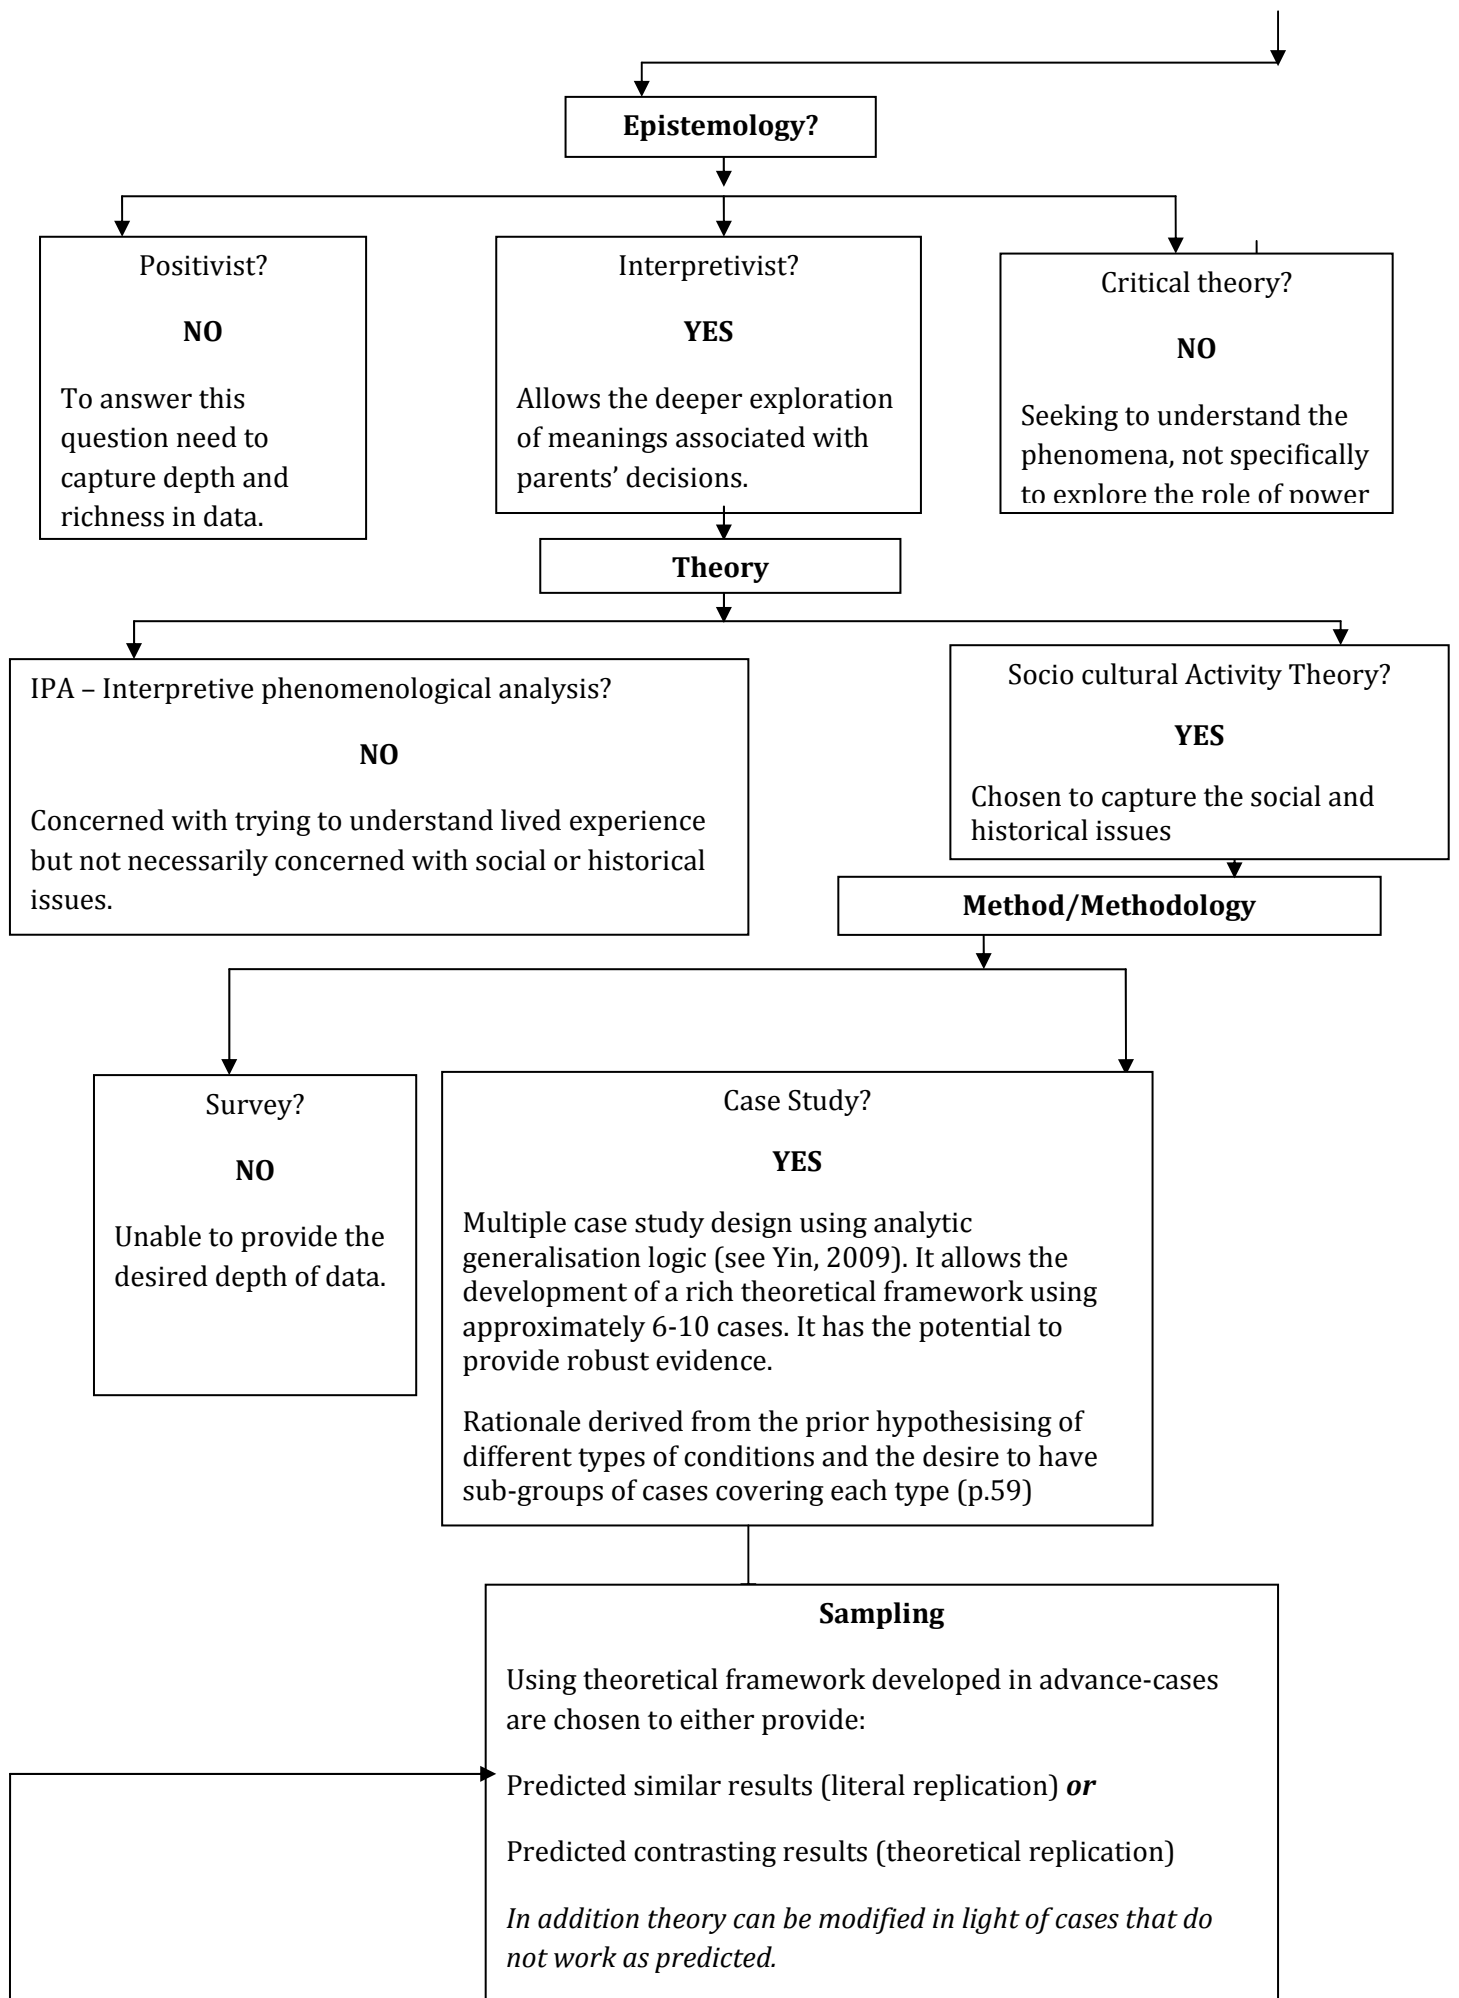 Epistemology?
Positivist?
NO
To answer this
question need to
capture depth and
richness in data.
Interpretivist?
YES
Allows the deeper exploration
of meanings associated with
parents’ decisions.
Critical theory?
NO
Seeking to understand the
phenomena, not specifically
to explore the role of power
Theory
IPA – Interpretive phenomenological analysis?
NO
Concerned with trying to understand lived experience
but not necessarily concerned with social or historical
issues.
Socio cultural Activity Theory?
YES
Chosen to capture the social and
historical issues
Method/Methodology
Survey?
NO
Unable to provide the
desired depth of data.
Case Study?
YES
Multiple case study design using analytic
generalisation logic (see Yin, 2009). It allows the
development of a rich theoretical framework using
approximately 6-10 cases. It has the potential to
provide robust evidence.
Rationale derived from the prior hypothesising of
different types of conditions and the desire to have
sub-groups of cases covering each type (p.59)
Sampling
Using theoretical framework developed in advance-cases
are chosen to either provide:
Predicted similar results (literal replication) or
Predicted contrasting results (theoretical replication)
In addition theory can be modified in light of cases that do
not work as predicted.